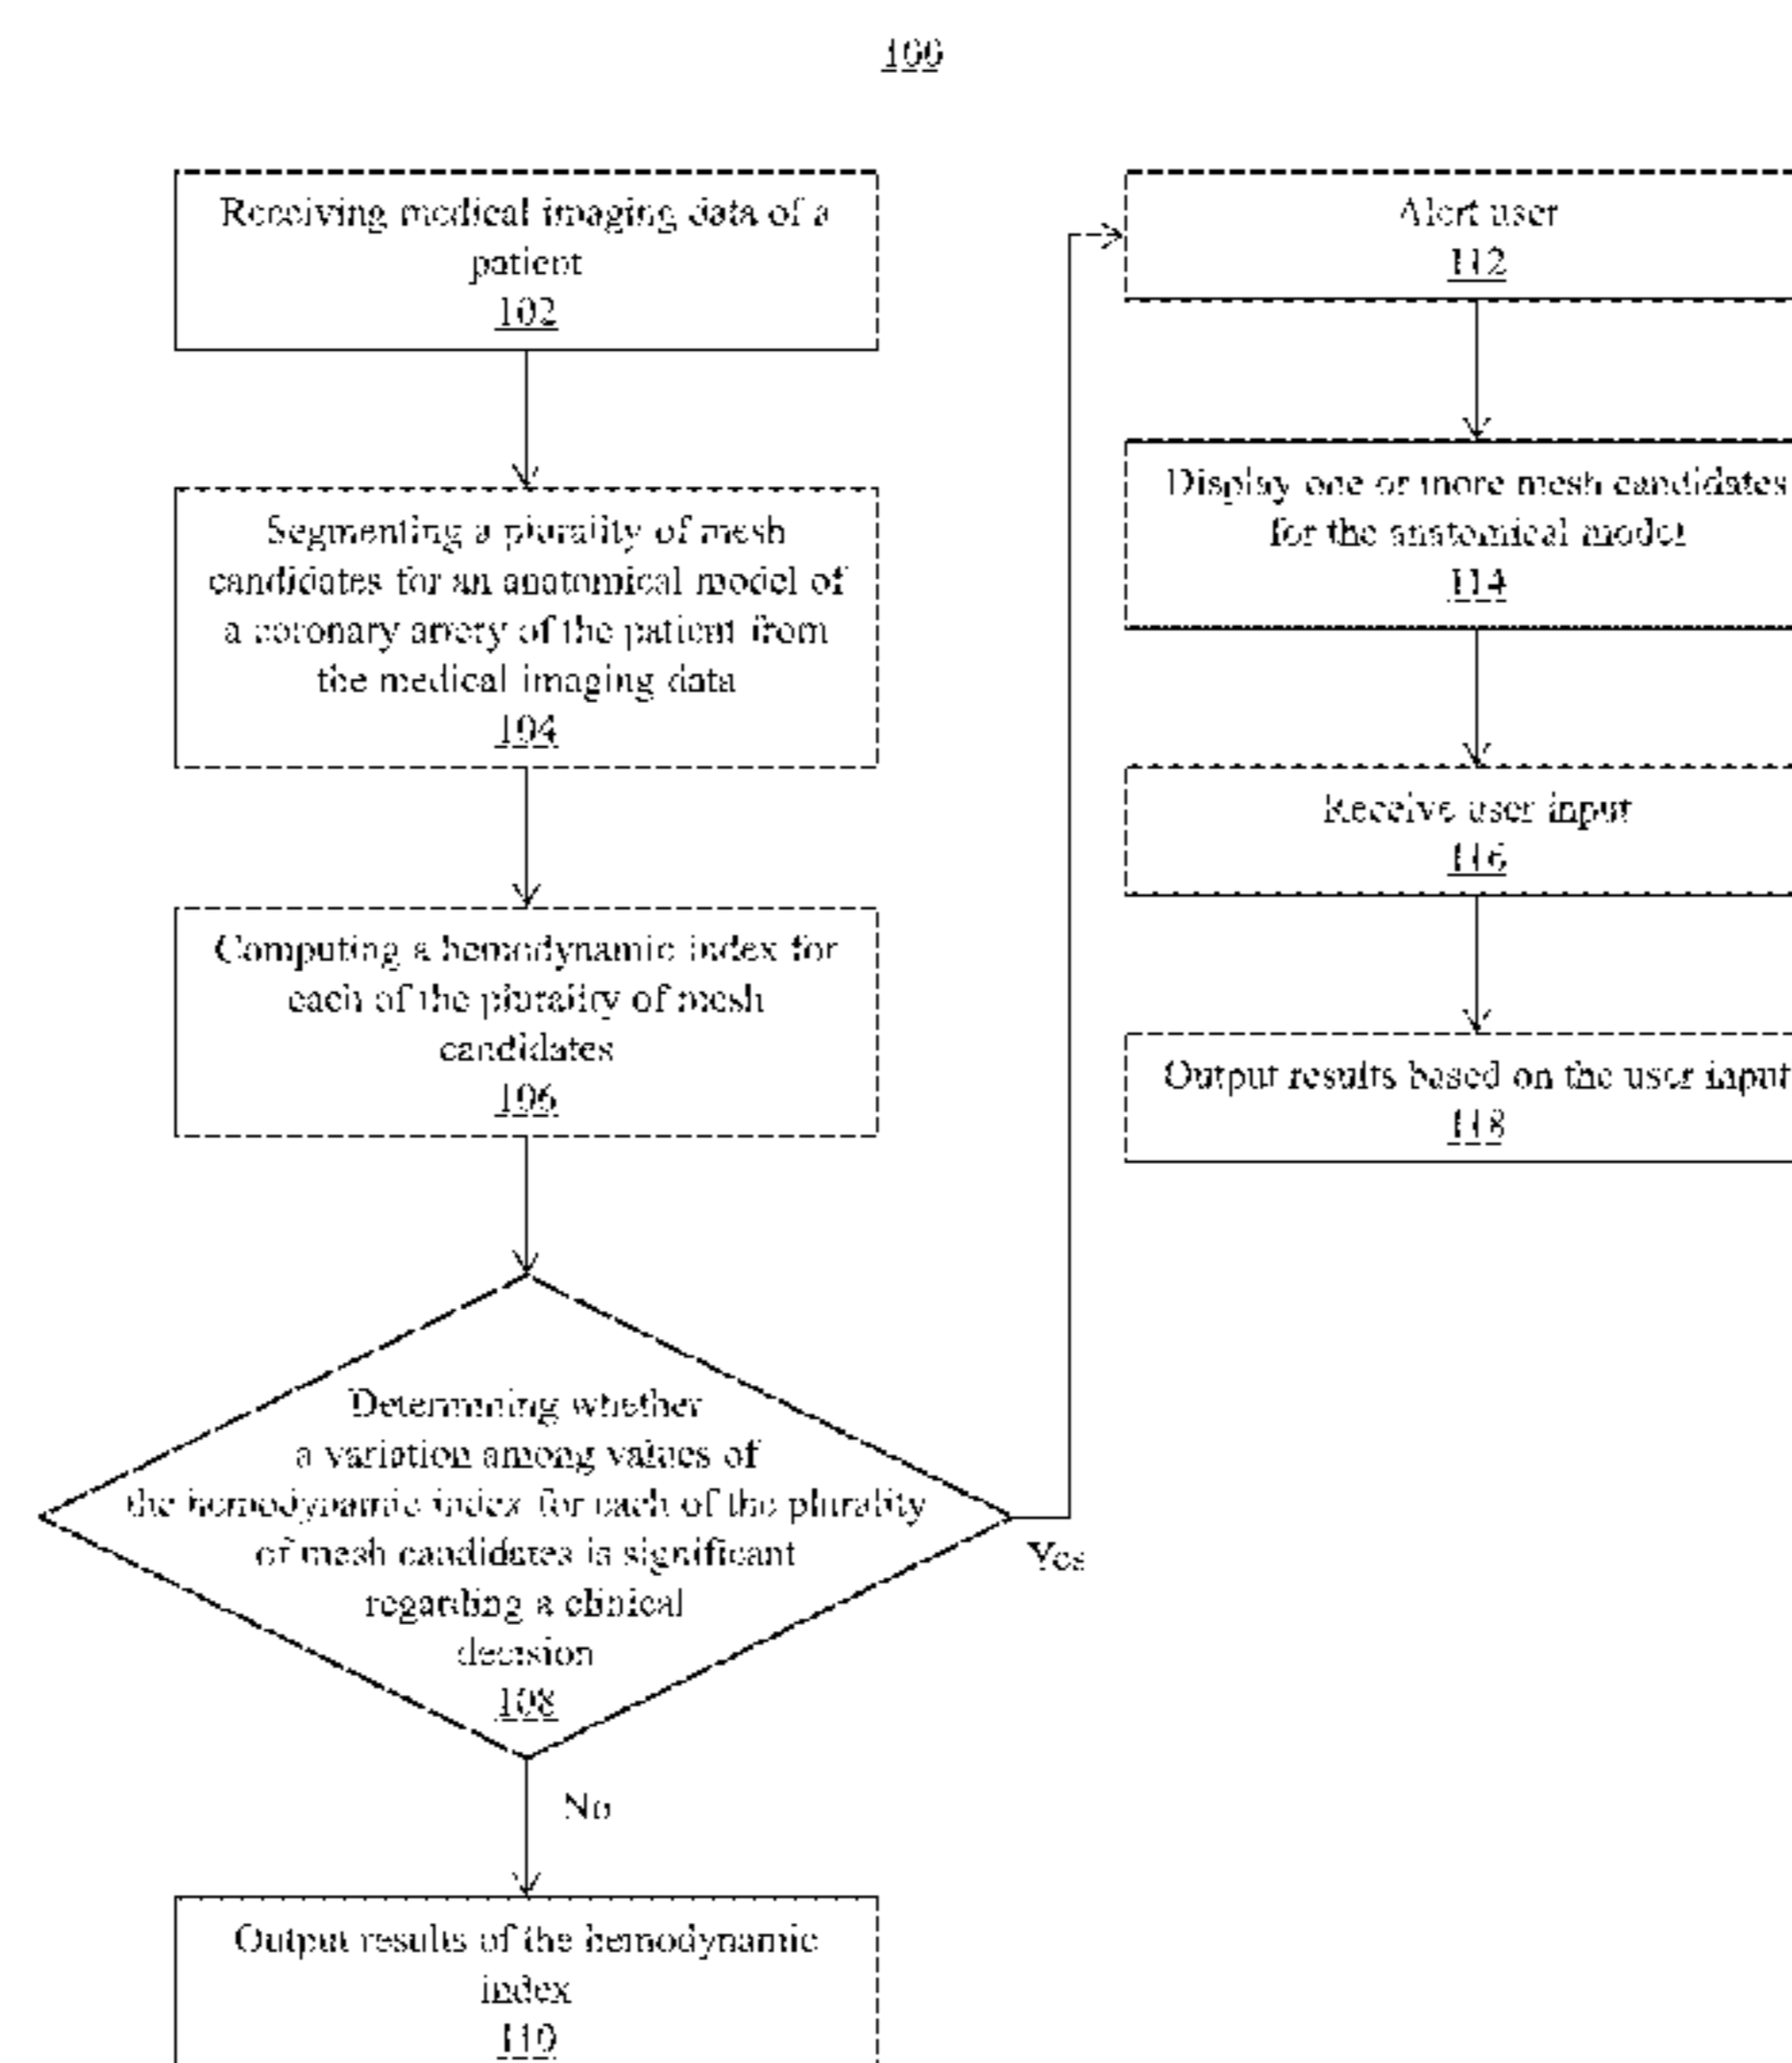 100
Receiving medical imaging data of a
patient
102
Segmenting a plurality of mesh
candidates for an anatomical model of
a coronary artery of the patient from
the medical imaging data
104
Computing a hemodynamic index for
each of the plurality of mesh
candidates
106
Determining whether
a variation among values of
the hemodynamic index for each of the plurality
of mesh candidates is significant
regarding a clinical
decision
108
Yes
No
Output results of the hemodynamic
index
110
Alert user
112
Display one or more mesh candidates
for the anatomical model
114
Receive user input
116
Output results based on the user input
118